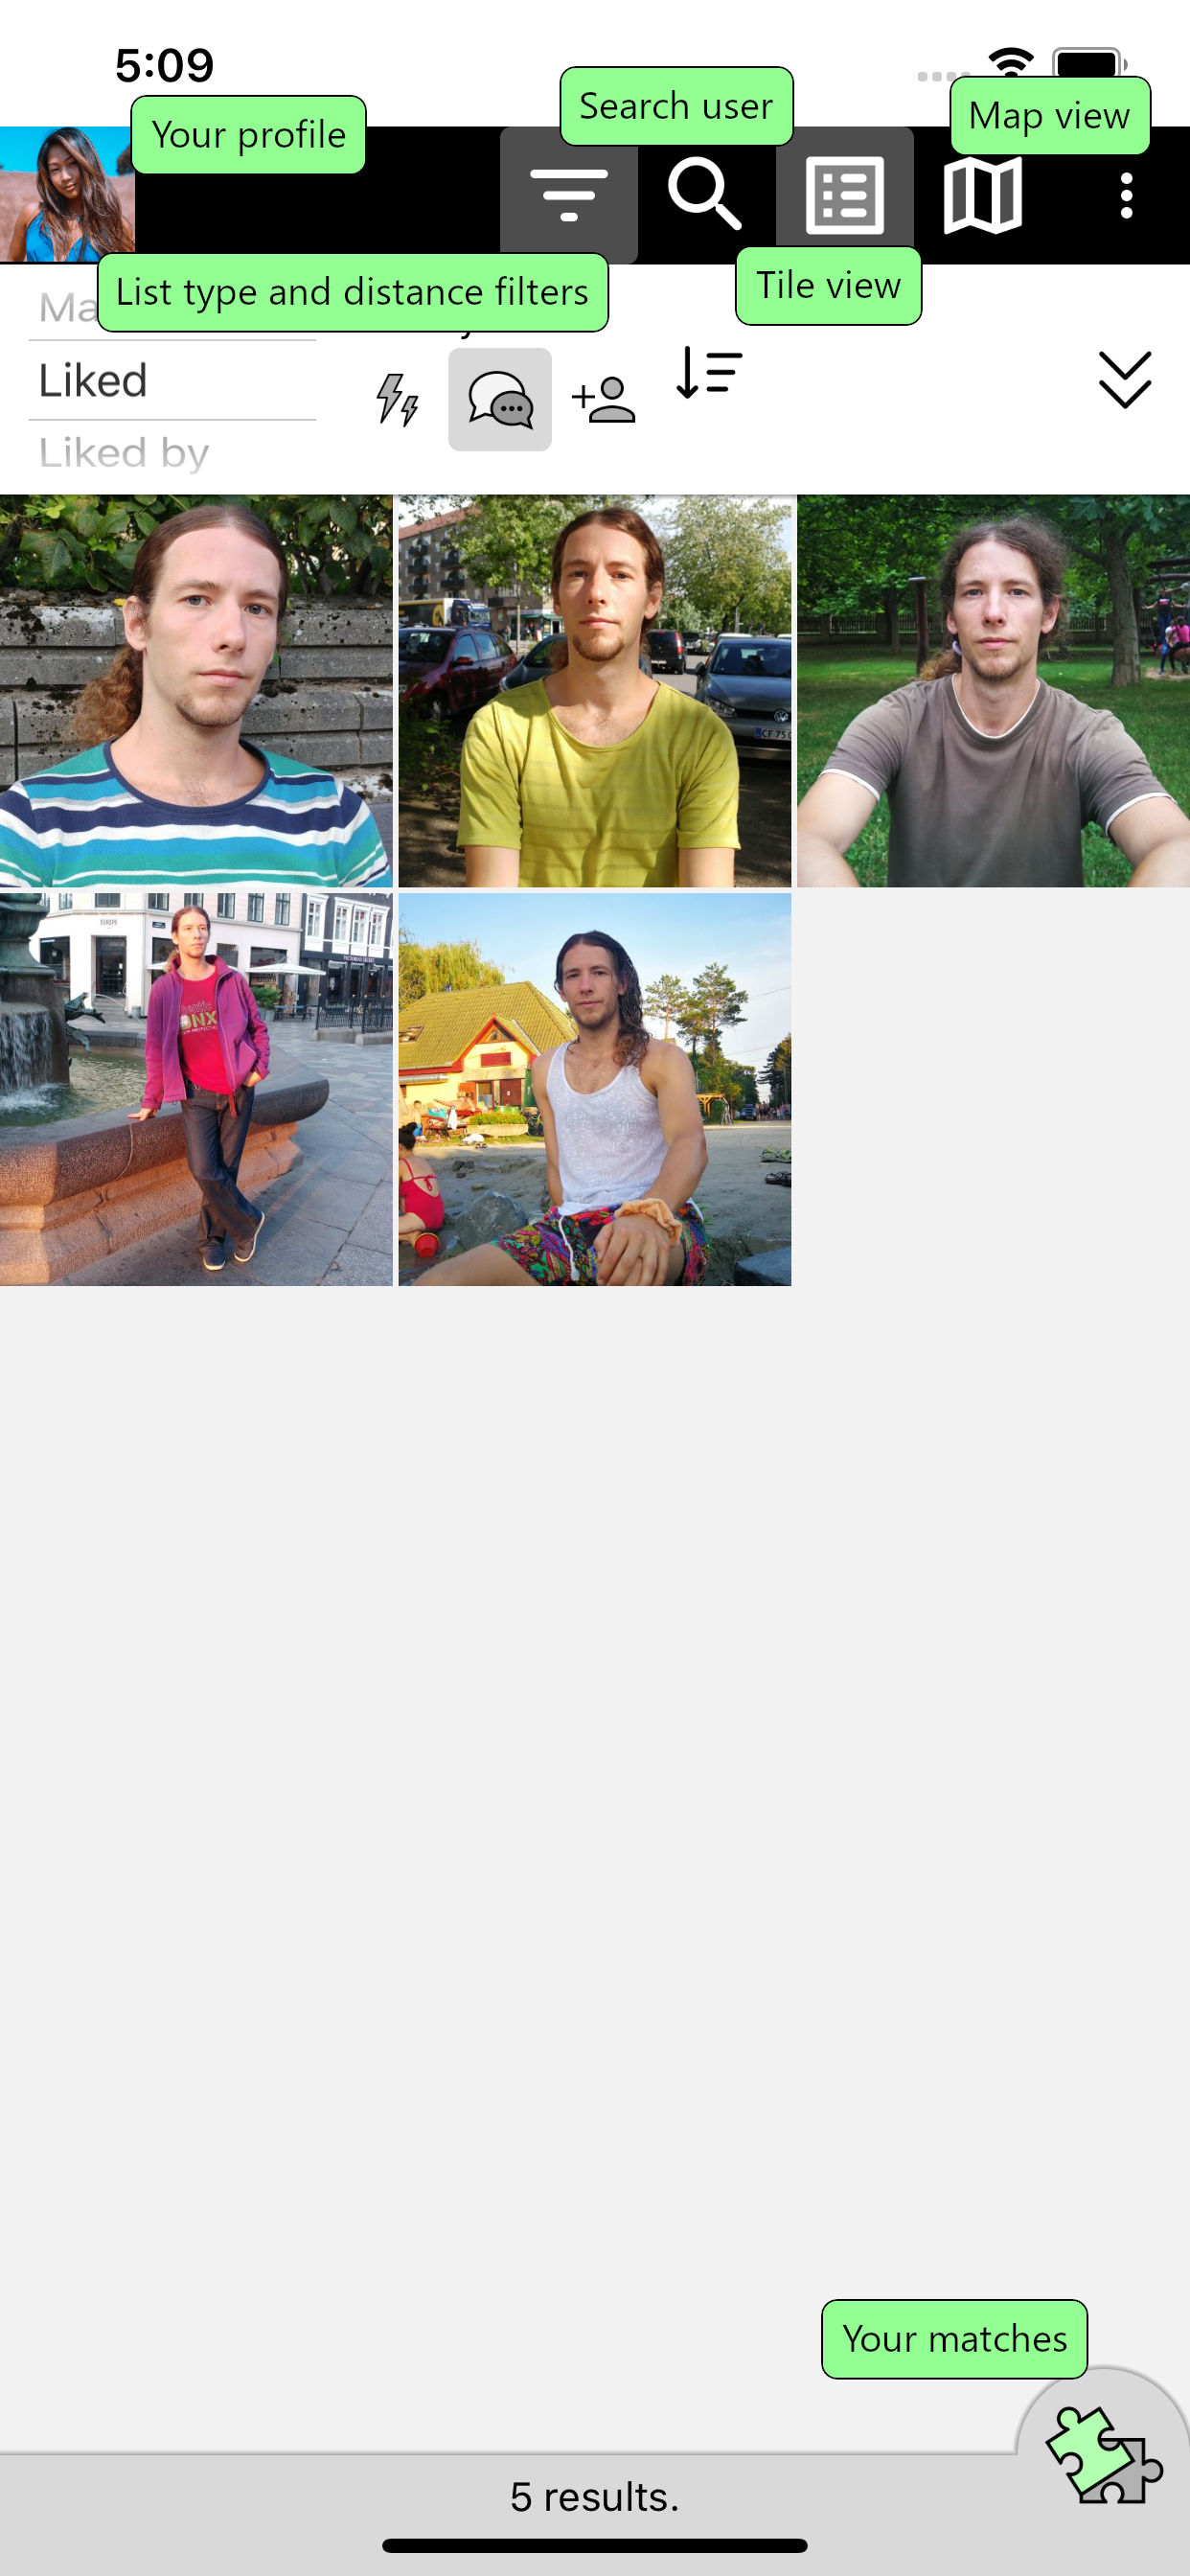 5:09
Search user
Map view
Your profile
List type and distance filters
Tile view
Ma
Liked
Liked by
5 results.
Your matches